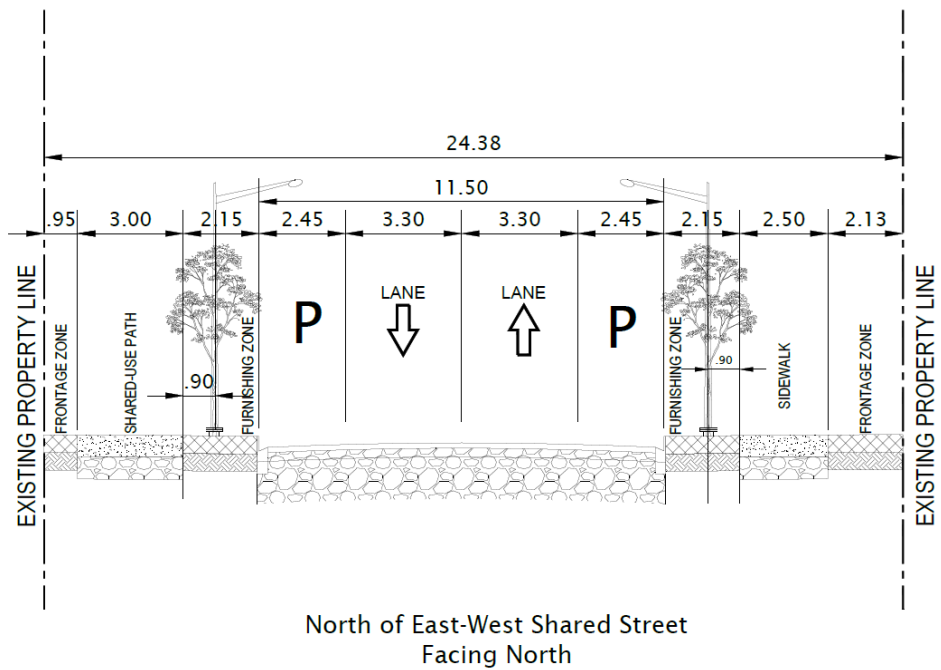 24.38
11.50
.95 3.00 2.15 2.45 3.30 3.30 2.45 2.15 2.50 2.13
EXISTING PROPERTY LINE
FRONTAGE ZONE
SHARED-USE PATH
.90
FURNISHING ZONE
P
LANE
LANE
P
FURNISHING ZONE
.90
SIDEWALK
FRONTAGE ZONE
EXISTING PROPERTY LINE
North of East-West Shared Street
Facing North